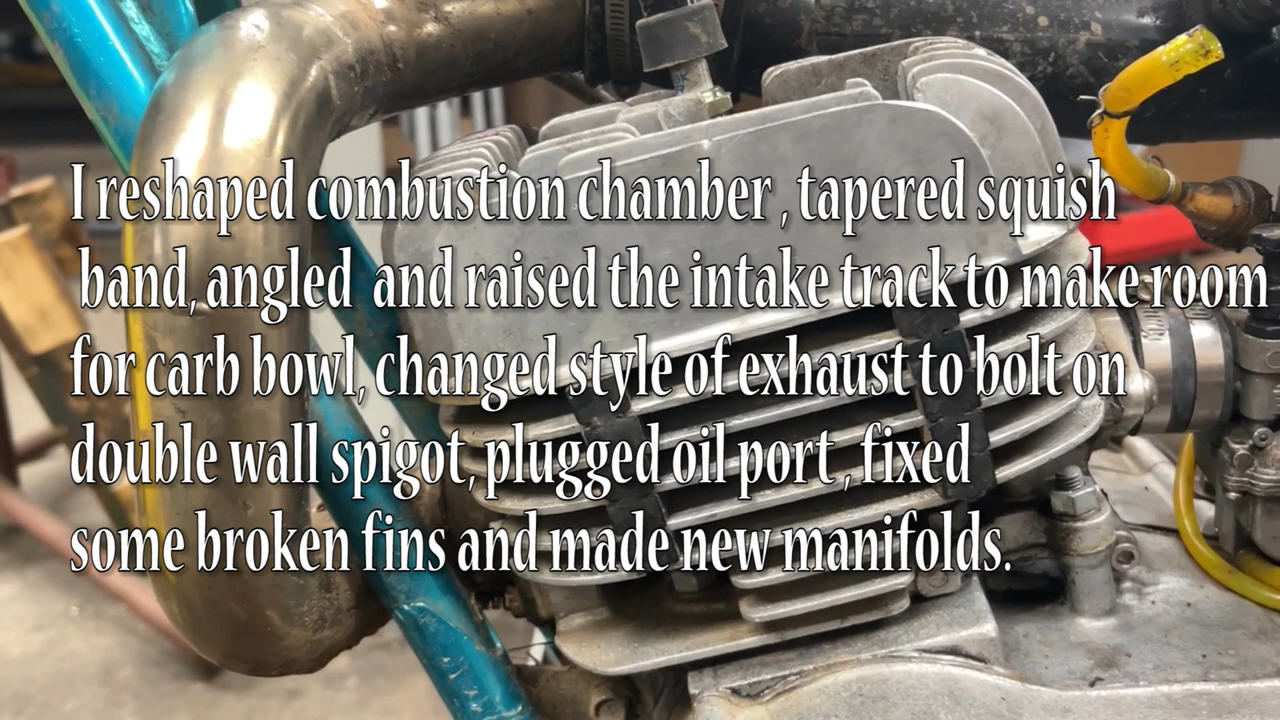 I reshaped combustion chamber , tapered squish
band, angled and raised the intake track to make room
for carb bowl, changed style of exhaust to bolt on
double wall spigot, plugged oil port , fixed
some broken fins and made new manifolds.